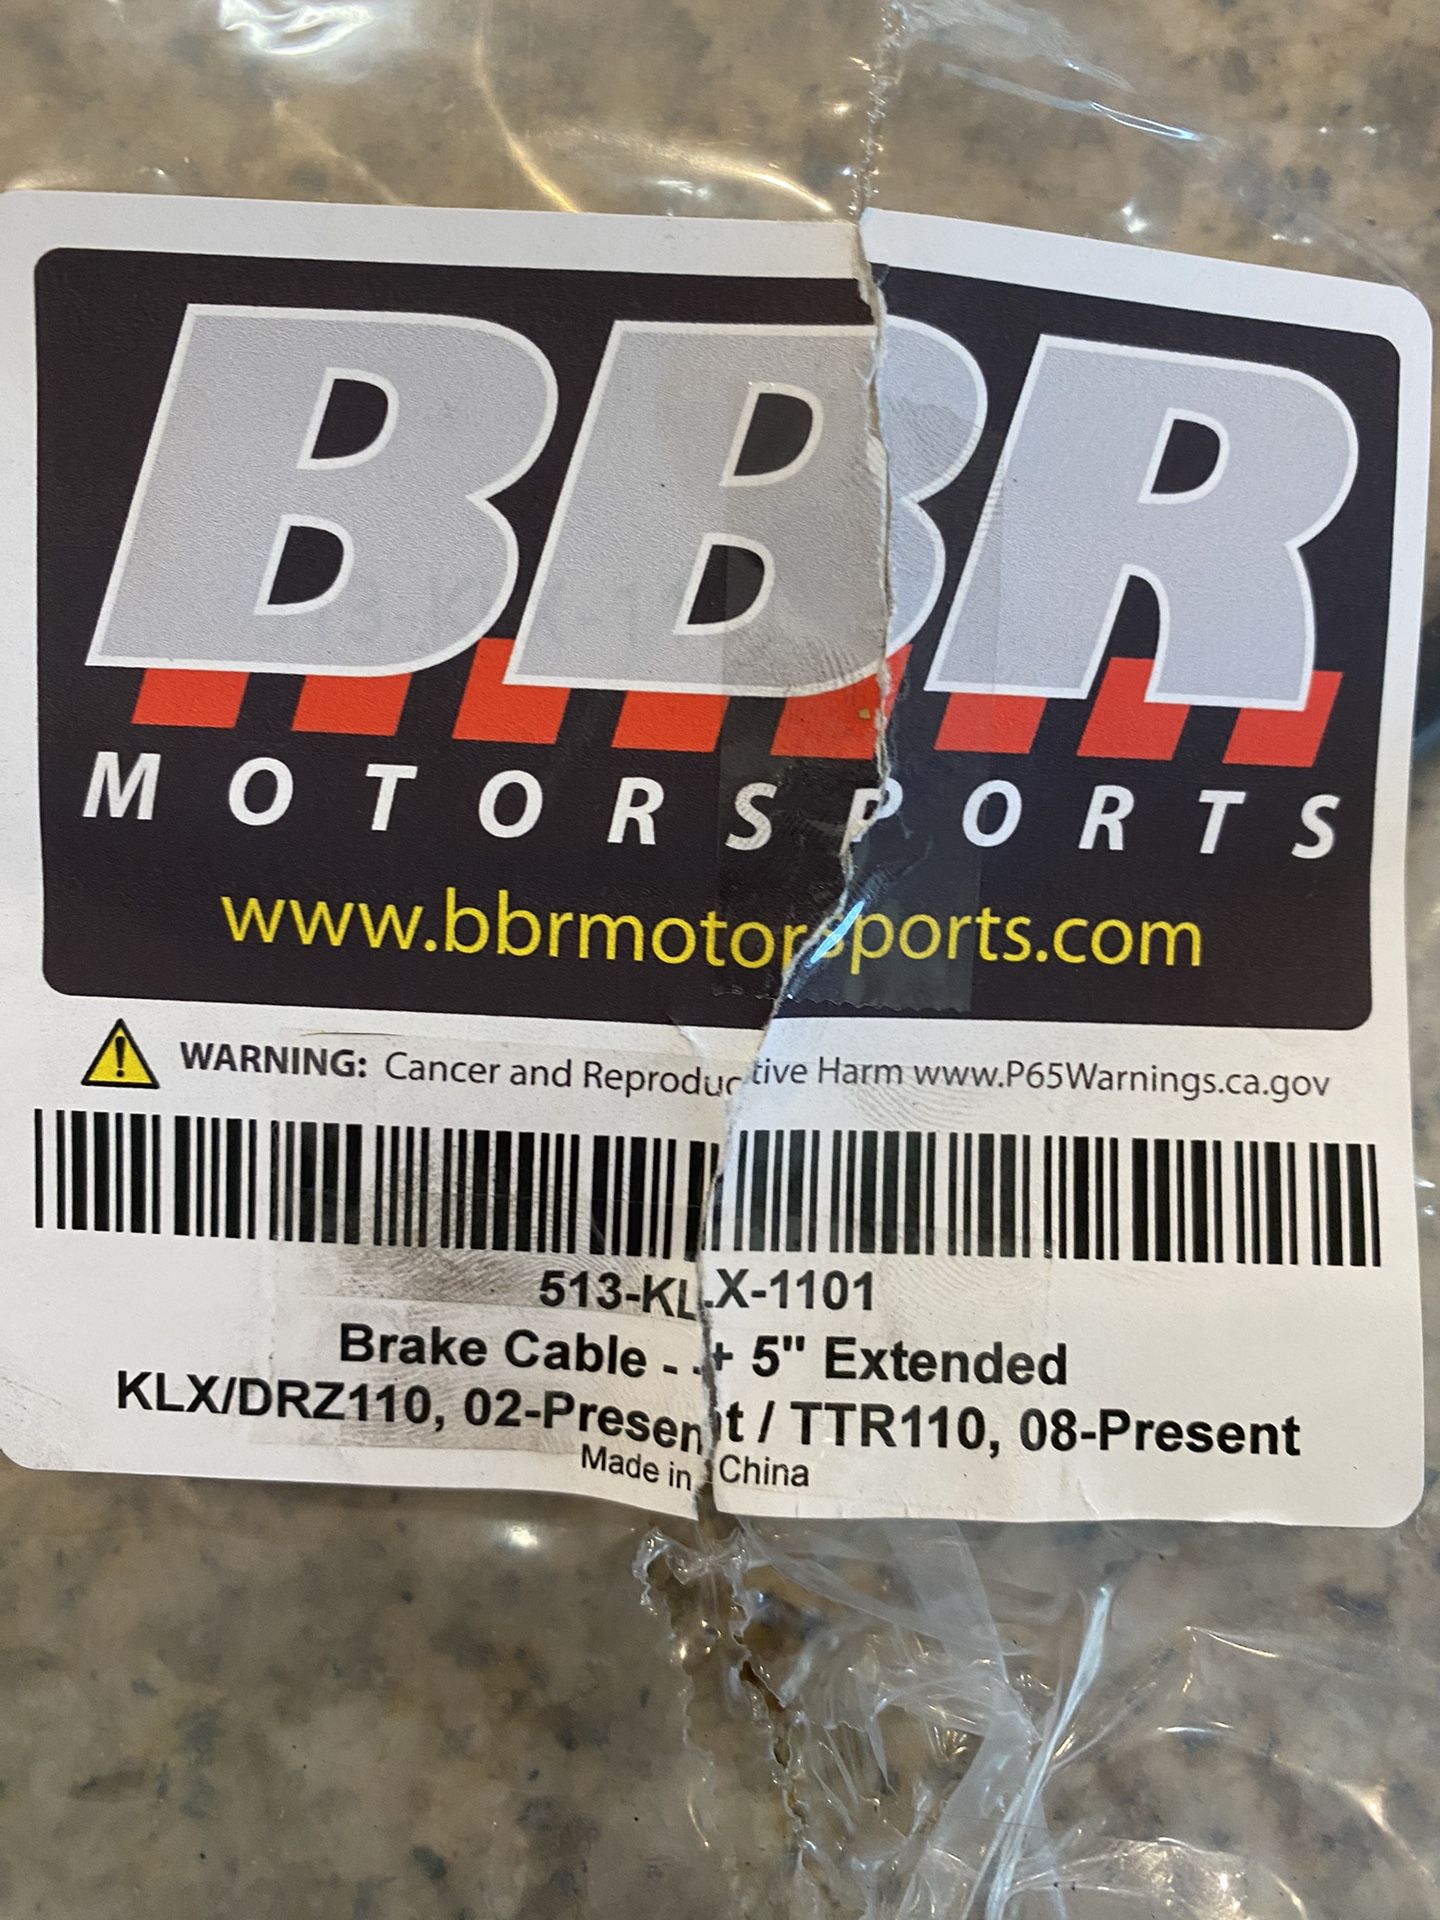 BBR
MOTORSPORTS
www.bbrmotorsports.com
WARNING: Cancer and Reproductive Harm www.P65Warnings.ca.gov
513-KLX-1101
Brake Cable - + 5" Extended
KLX/DRZ110, 02-Present / TTR110, 08-Present
Made in China